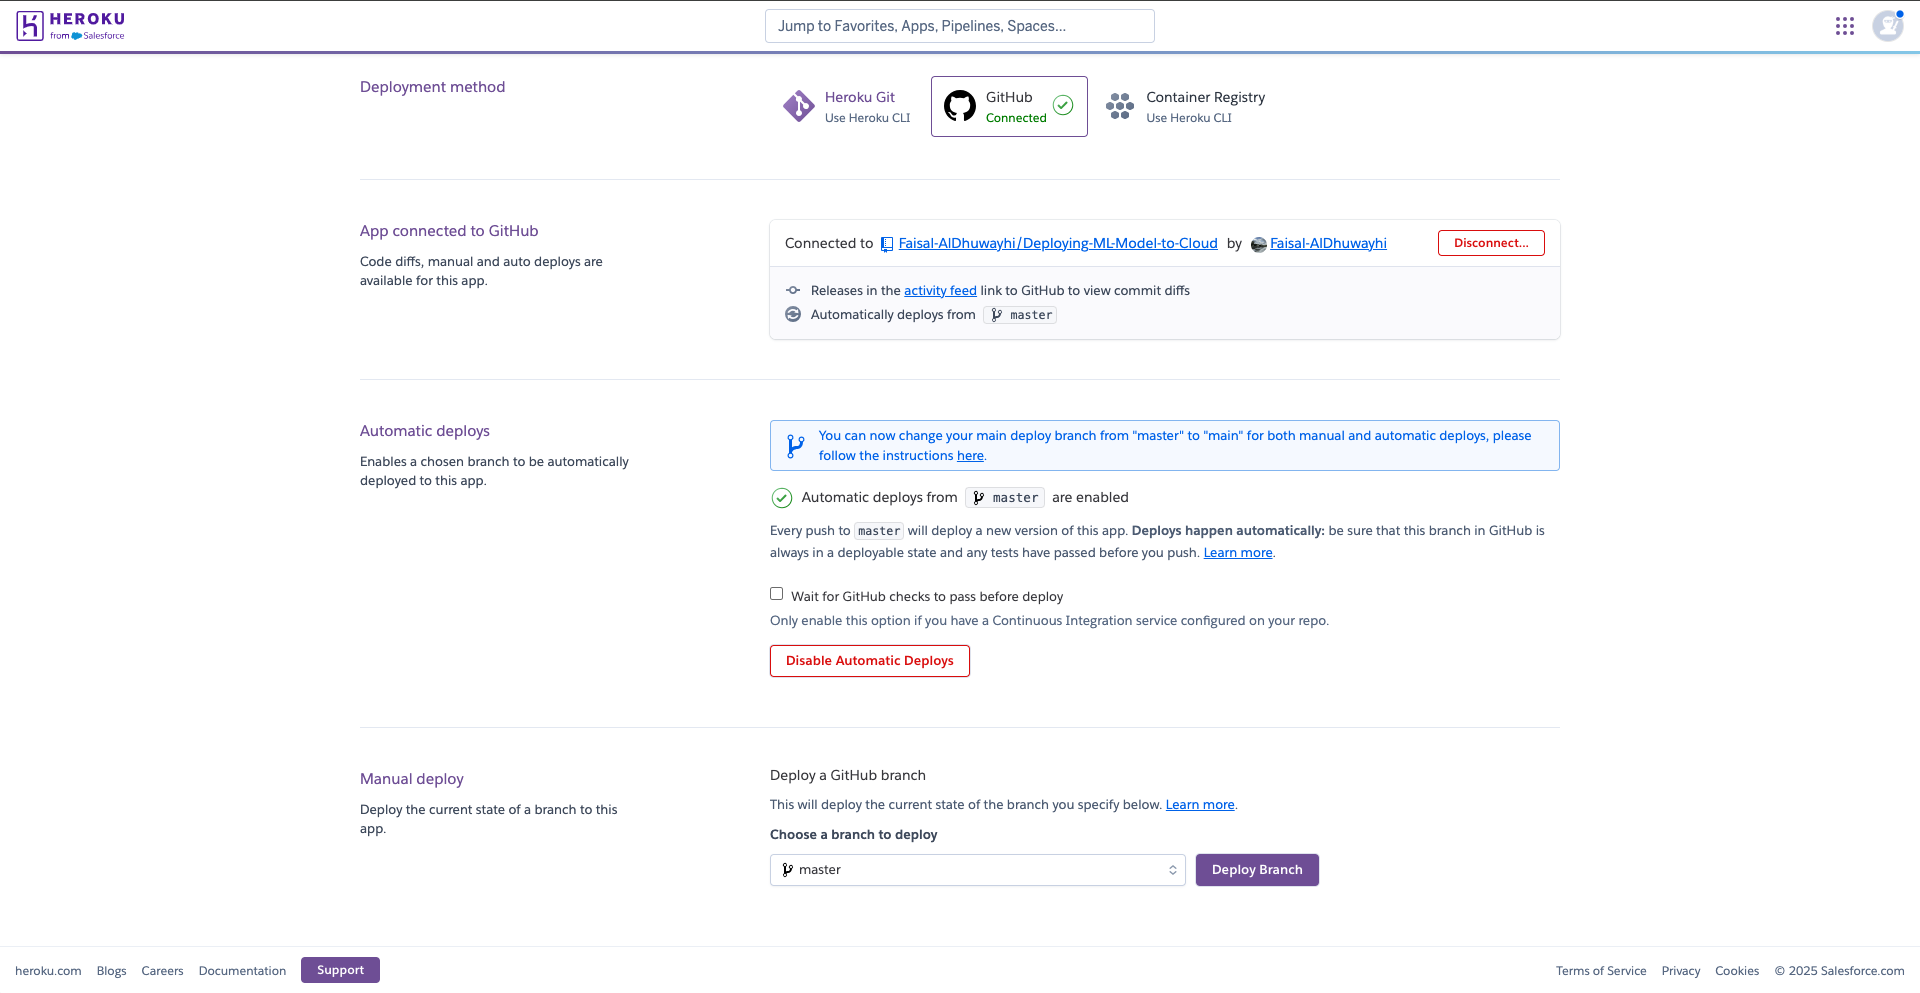 HEROKU
from Salesforce
Jump to Favorites, Apps, Pipelines, Spaces...
Deployment method
Heroku Git
Use Heroku CLI
GitHub
Connected
Container Registry
Use Heroku CLI
App connected to GitHub
Code diffs, manual and auto deploys are
available for this app.
Connected to Faisal-AlDhuwayhi/Deploying-ML-Model-to-Cloud by Faisal-AlDhuwayhi
Disconnect...
Releases in the activity feed link to GitHub to view commit diffs
Automatically deploys from master
Automatic deploys
Enables a chosen branch to be automatically
deployed to this app.
You can now change your main deploy branch from "master" to "main" for both manual and automatic deploys, please
follow the instructions here.
Automatic deploys from master are enabled
Every push to master will deploy a new version of this app. Deploys happen automatically: be sure that this branch in GitHub is
always in a deployable state and any tests have passed before you push. Learn more.
Wait for GitHub checks to pass before deploy
Only enable this option if you have a Continuous Integration service configured on your repo.
Disable Automatic Deploys
Manual deploy
Deploy the current state of a branch to this
app.
Deploy a GitHub branch
This will deploy the current state of the branch you specify below. Learn more.
Choose a branch to deploy
master
Deploy Branch
heroku.com Blogs Careers Documentation Support
Terms of Service Privacy Cookies © 2025 Salesforce.com